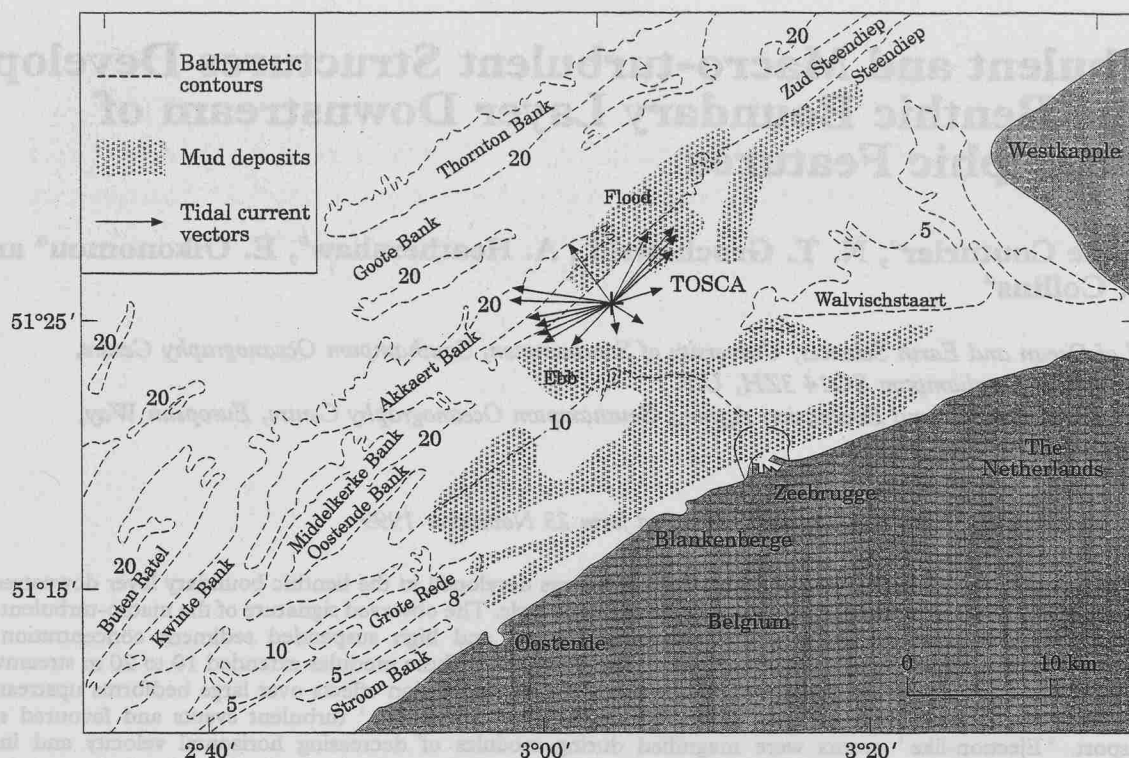 Bathymetric
contours
Mud deposits
Tidal current
vectors
20
Zuid Steendiep
Steendiep
Thornton Bank
20
Westkapple
Flood
Goote Bank
5
20
TOSCA
Walvischstaart
20
51°25'
20
Akkaert Bank
Ebb
20
20
10
Middelkerke Bank
Oostende Bank
The
Netherlands
Zeebrugge
Blankenberge
20
Buten Ratel
Kwinte Bank
51°15'
Grote Rede
8
Oostende
Belgium
10
0 10 km
5
Stroom Bank
5
2°40'
3°00'
3°20'